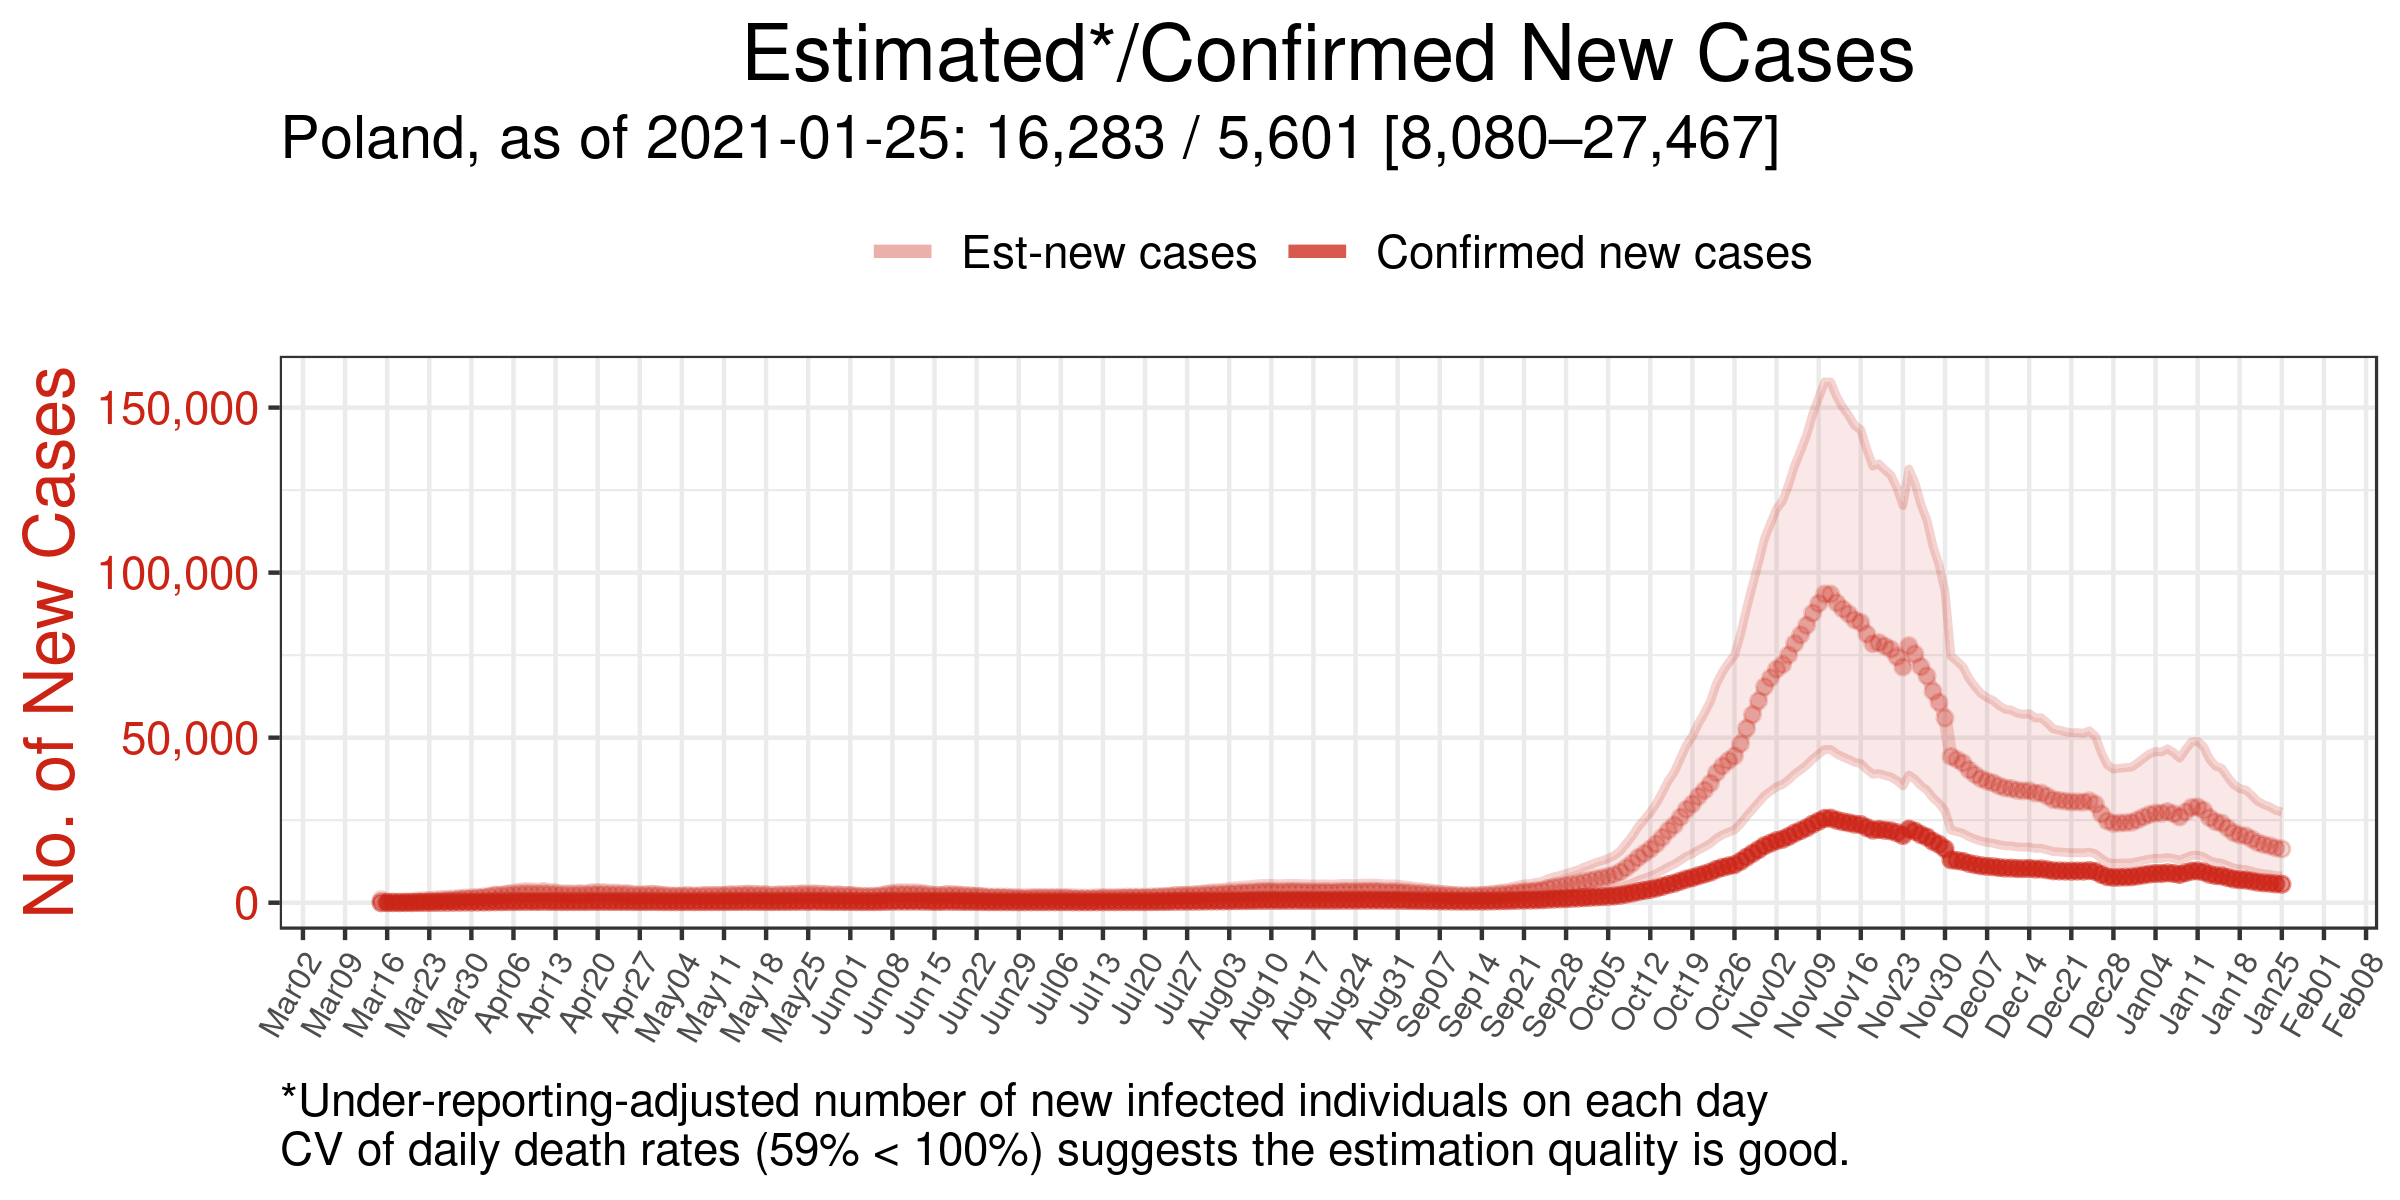 Estimated*/Confirmed New Cases
Poland, as of 2021-01-25: 16,283 / 5,601 [8,080–27,467]
Est-new cases
Confirmed new cases
No. of New Cases
150,000
100,000
50,000
0
Mar02
Mar09
Mar16
Mar23
Mar30
Apr06
Apr13
Apr20
Apr27
May04
May11
May18
May25
Jun01
Jun08
Jun15
Jun22
Jun29
Jul06
Jul13
Jul20
Jul27
Aug03
Aug10
Aug17
Aug24
Aug31
Sep07
Sep14
Sep21
Sep28
Oct05
Oct12
Oct19
Oct26
Nov02
Nov09
Nov16
Nov23
Nov30
Dec07
Dec14
Dec21
Dec28
Jan04
Jan11
Jan18
Jan25
Feb01
Feb08
*Under-reporting-adjusted number of new infected individuals on each day
CV of daily death rates (59% < 100%) suggests the estimation quality is good.